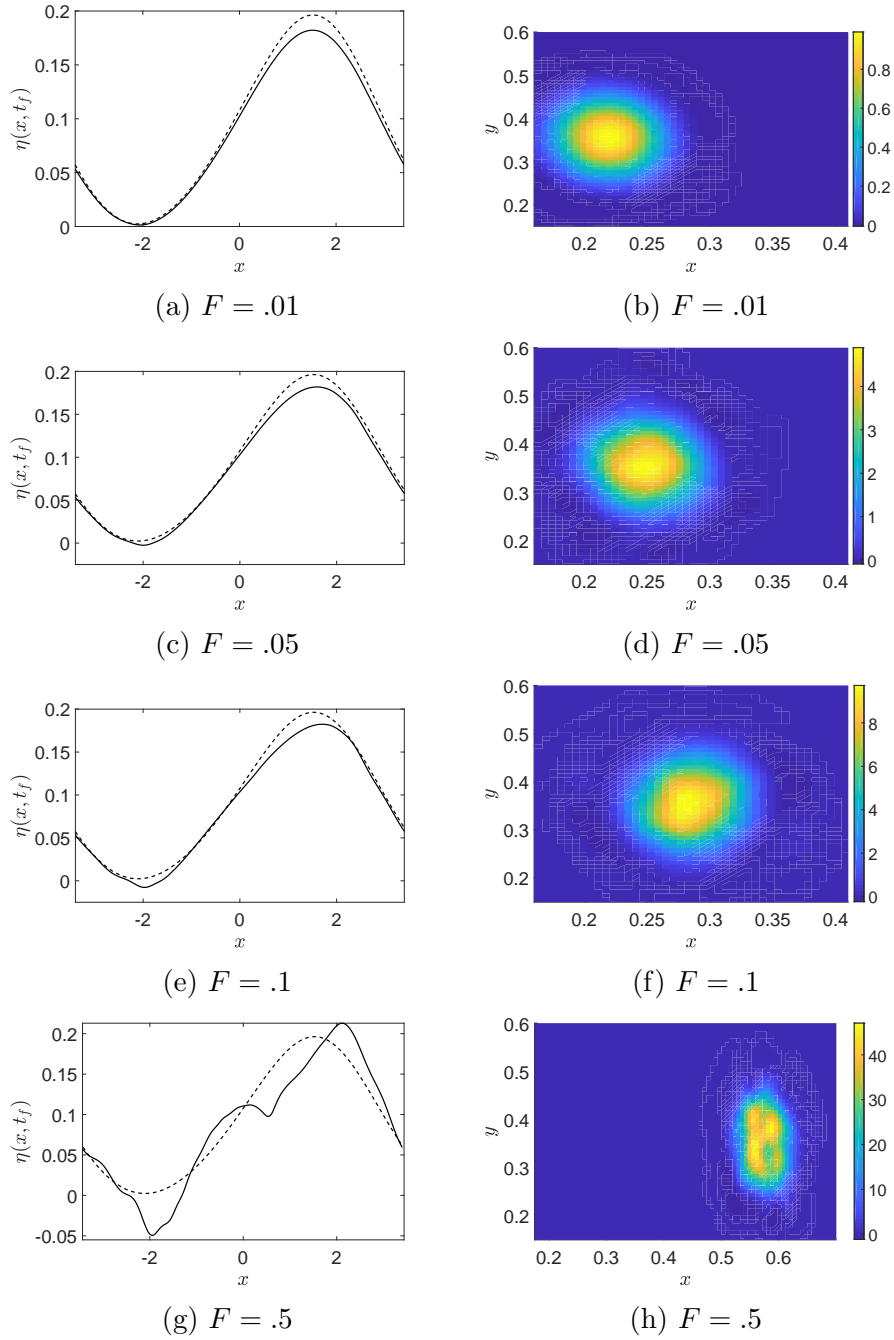 0.2
0.15
0.1
0.05
0
η(x, t_f)
-2 0 2
x
(a) F = .01
0.6
0.5
0.4
0.3
0.2
y
0.2 0.25 0.3 0.35 0.4
x
0.8
0.6
0.4
0.2
0
(b) F = .01
0.2
0.15
0.1
0.05
0
η(x, t_f)
-2 0 2
x
(c) F = .05
0.6
0.5
0.4
0.3
0.2
y
0.2 0.25 0.3 0.35 0.4
x
4
3
2
1
0
(d) F = .05
0.2
0.15
0.1
0.05
0
η(x, t_f)
-2 0 2
x
(e) F = .1
0.6
0.5
0.4
0.3
0.2
y
0.2 0.25 0.3 0.35 0.4
x
8
6
4
2
0
(f) F = .1
0.2
0.15
0.1
0.05
0
-0.05
η(x, t_f)
-2 0 2
x
(g) F = .5
0.6
0.5
0.4
0.3
0.2
y
0.2 0.3 0.4 0.5 0.6
x
40
30
20
10
0
(h) F = .5